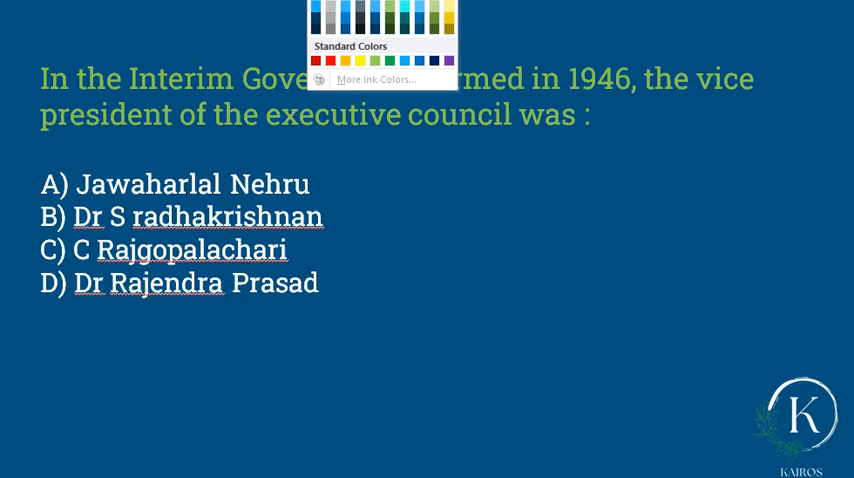 Standard Colors
More Ink Colors...
In the Interim Gove rmed in 1946, the vice
president of the executive council was :
A) Jawaharlal Nehru
B) Dr S radhakrishnan
C) C Rajgopalachari
D) Dr Rajendra Prasad
K
KAIROS